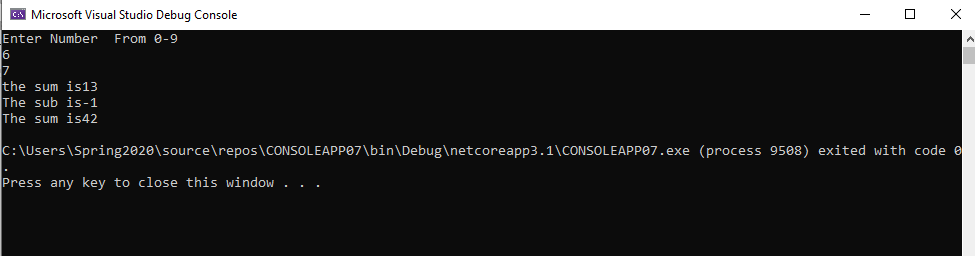 Microsoft Visual Studio Debug Console
Enter Number  From 0-9
6
7
the sum is13
The sub is-1
The sum is42
C:\Users\Spring2020\source\repos\CONSOLEAPP07\bin\Debug\netcoreapp3.1\CONSOLEAPP07.exe (process 9508) exited with code 0
.
Press any key to close this window . . .